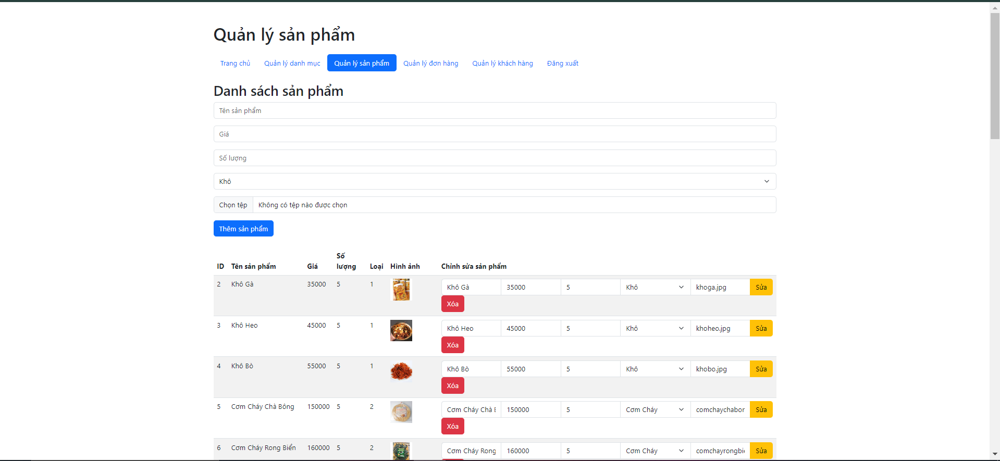 Quản lý sản phẩm
Trang chủ Quản lý danh mục Quản lý sản phẩm Quản lý đơn hàng Quản lý khách hàng Đăng xuất
Danh sách sản phẩm
Tên sản phẩm
Giá
Số lượng
Khô
Chọn tệp Không có tệp nào được chọn
Thêm sản phẩm
ID Tên sản phẩm Giá Số lượng Loại Hình ảnh Chỉnh sửa sản phẩm
2 Khô Gà 35000 5 1 Khô Gà 35000 5 Khô khoga.jpg Sửa
Xóa
3 Khô Heo 45000 5 1 Khô Heo 45000 5 Khô khoheo.jpg Sửa
Xóa
4 Khô Bò 55000 5 1 Khô Bò 55000 5 Khô khobo.jpg Sửa
Xóa
5 Cơm Cháy Chà Bông 150000 5 2 Cơm Cháy Chà 150000 5 Cơm Cháy comchaychabor Sửa
Xóa
6 Cơm Cháy Rong Biển 160000 5 2 Cơm Cháy Rong 160000 5 Cơm Cháy comchayrongbi Sửa